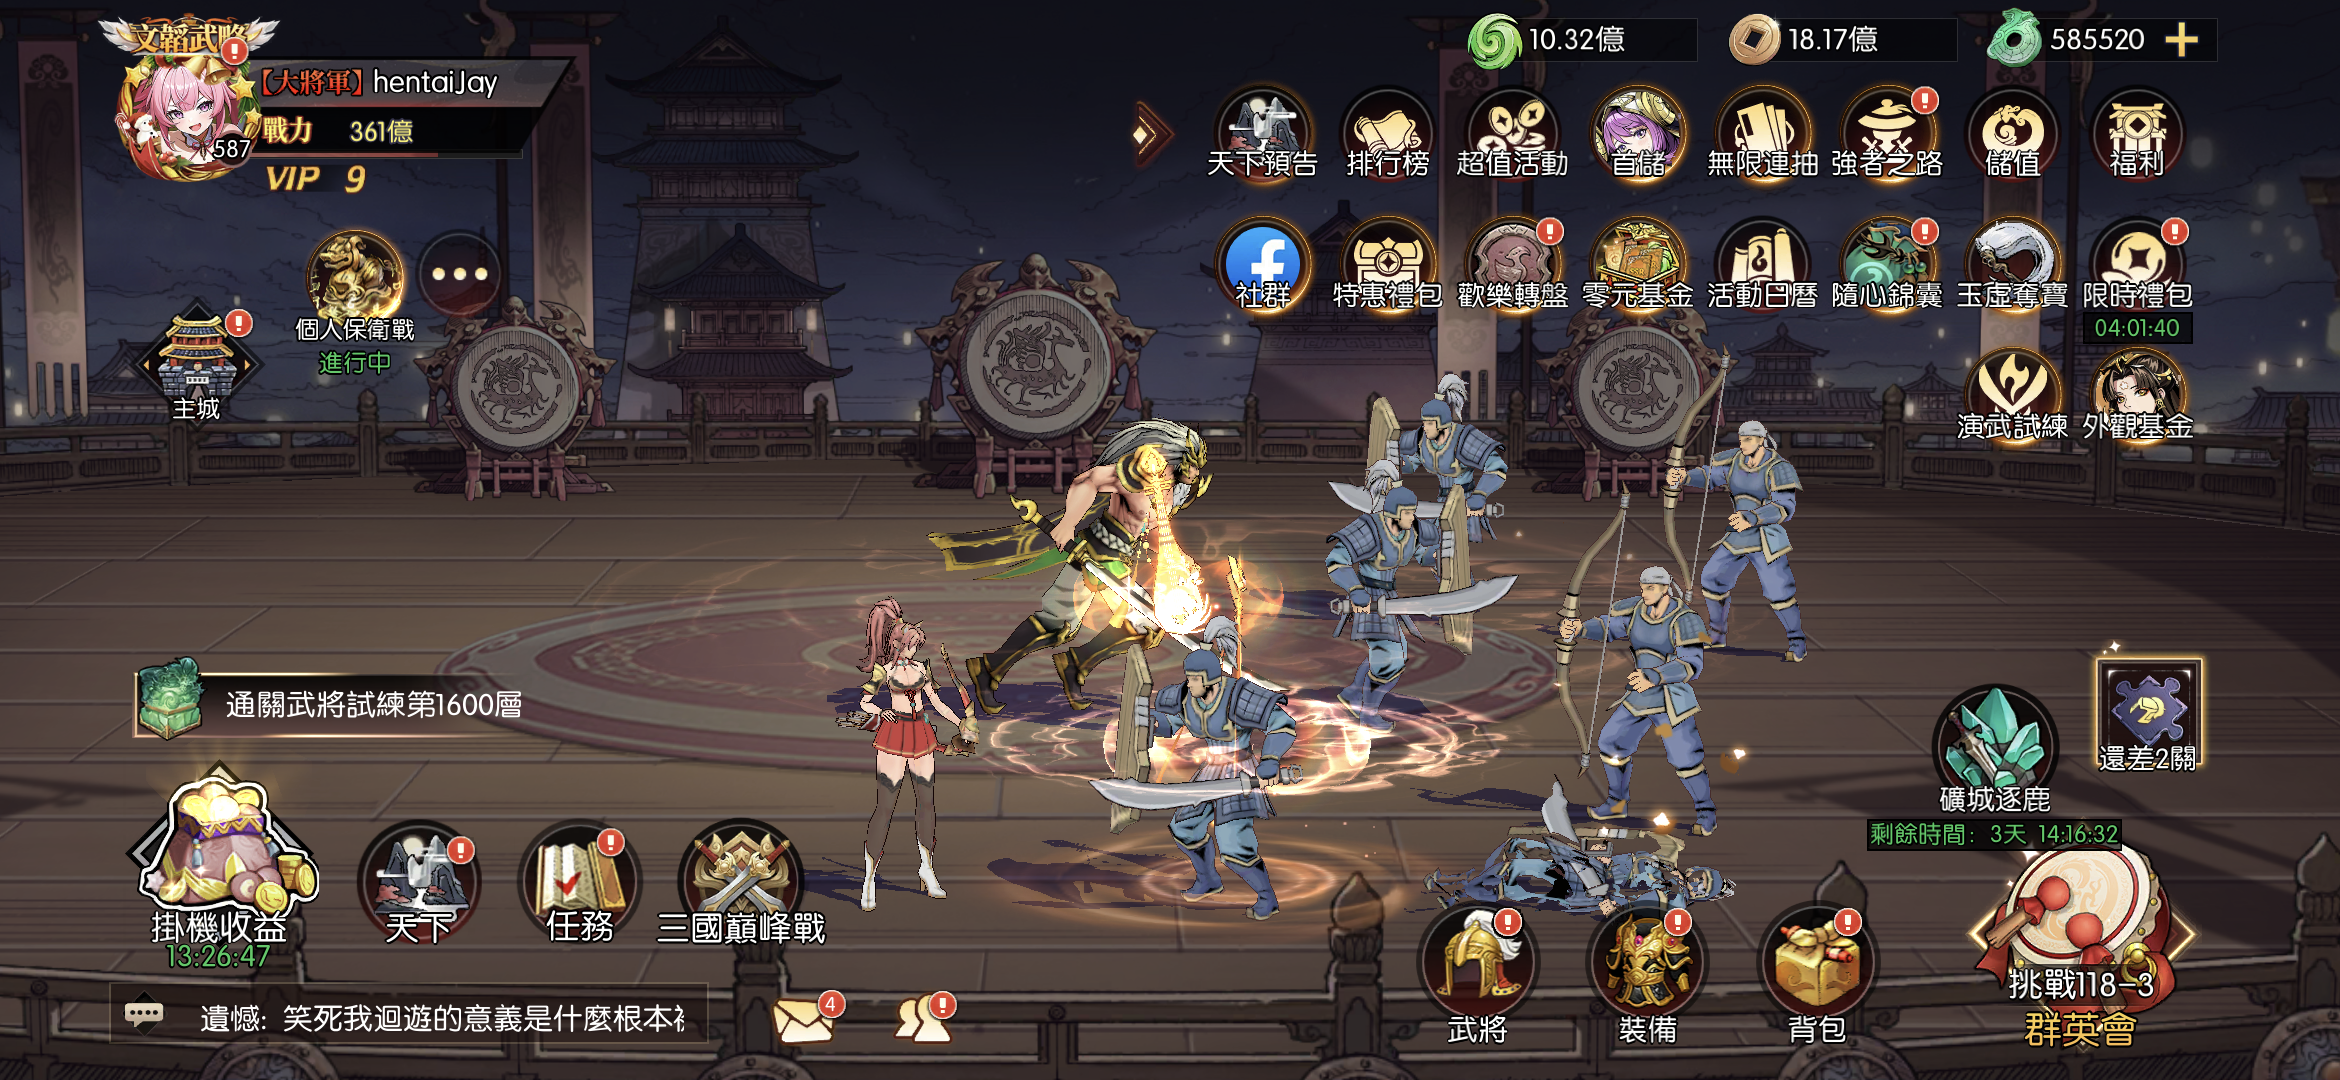 文韜武略
【大將軍】hentaiJay
587
戰力 361億
VIP 9
10.32億
18.17億
585520
天下預告
排行榜
超值活動
首儲
無限連抽
強者之路
儲值
福利
社群
特惠禮包
歡樂轉盤
零元基金
活動日曆
隨心錦囊
玉虛奪寶
限時禮包
04:01:40
演武試練
外觀基金
個人保衛戰
進行中
主城
通關武將試練第1600層
還差2關
礦城逐鹿
剩餘時間：3天 14:16:32
掛機收益
13:26:47
天下
任務
三國巔峰戰
遺憾: 笑死我迴遊的意義是什麼根本
4
武將
裝備
背包
挑戰118-3
群英會